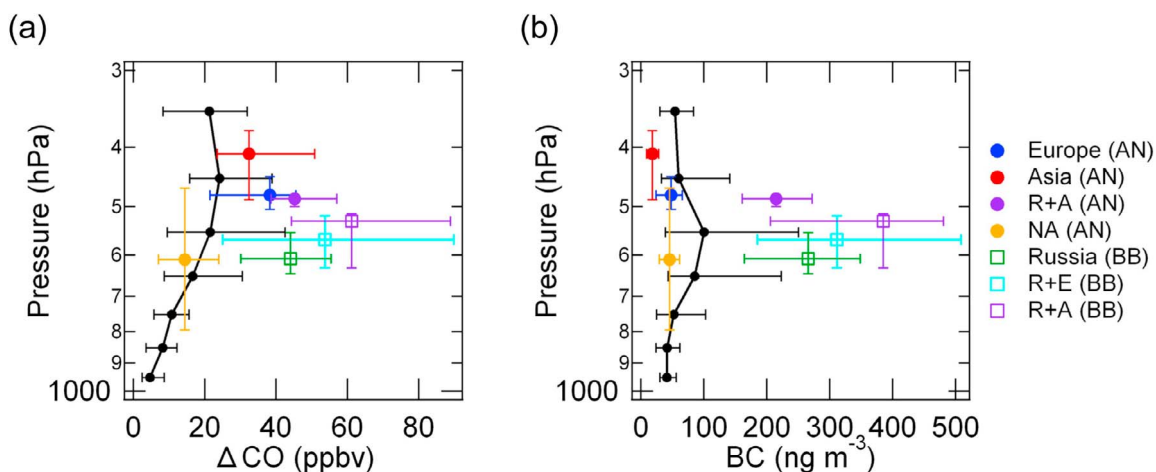 (a)
Pressure (hPa)
3
4
5
6
7
8
9
1000
0 20 40 60 80
Δ CO (ppbv)
(b)
Pressure (hPa)
3
4
5
6
7
8
9
1000
0 100 200 300 400 500
BC (ng m⁻³)
Europe (AN)
Asia (AN)
R+A (AN)
NA (AN)
Russia (BB)
R+E (BB)
R+A (BB)